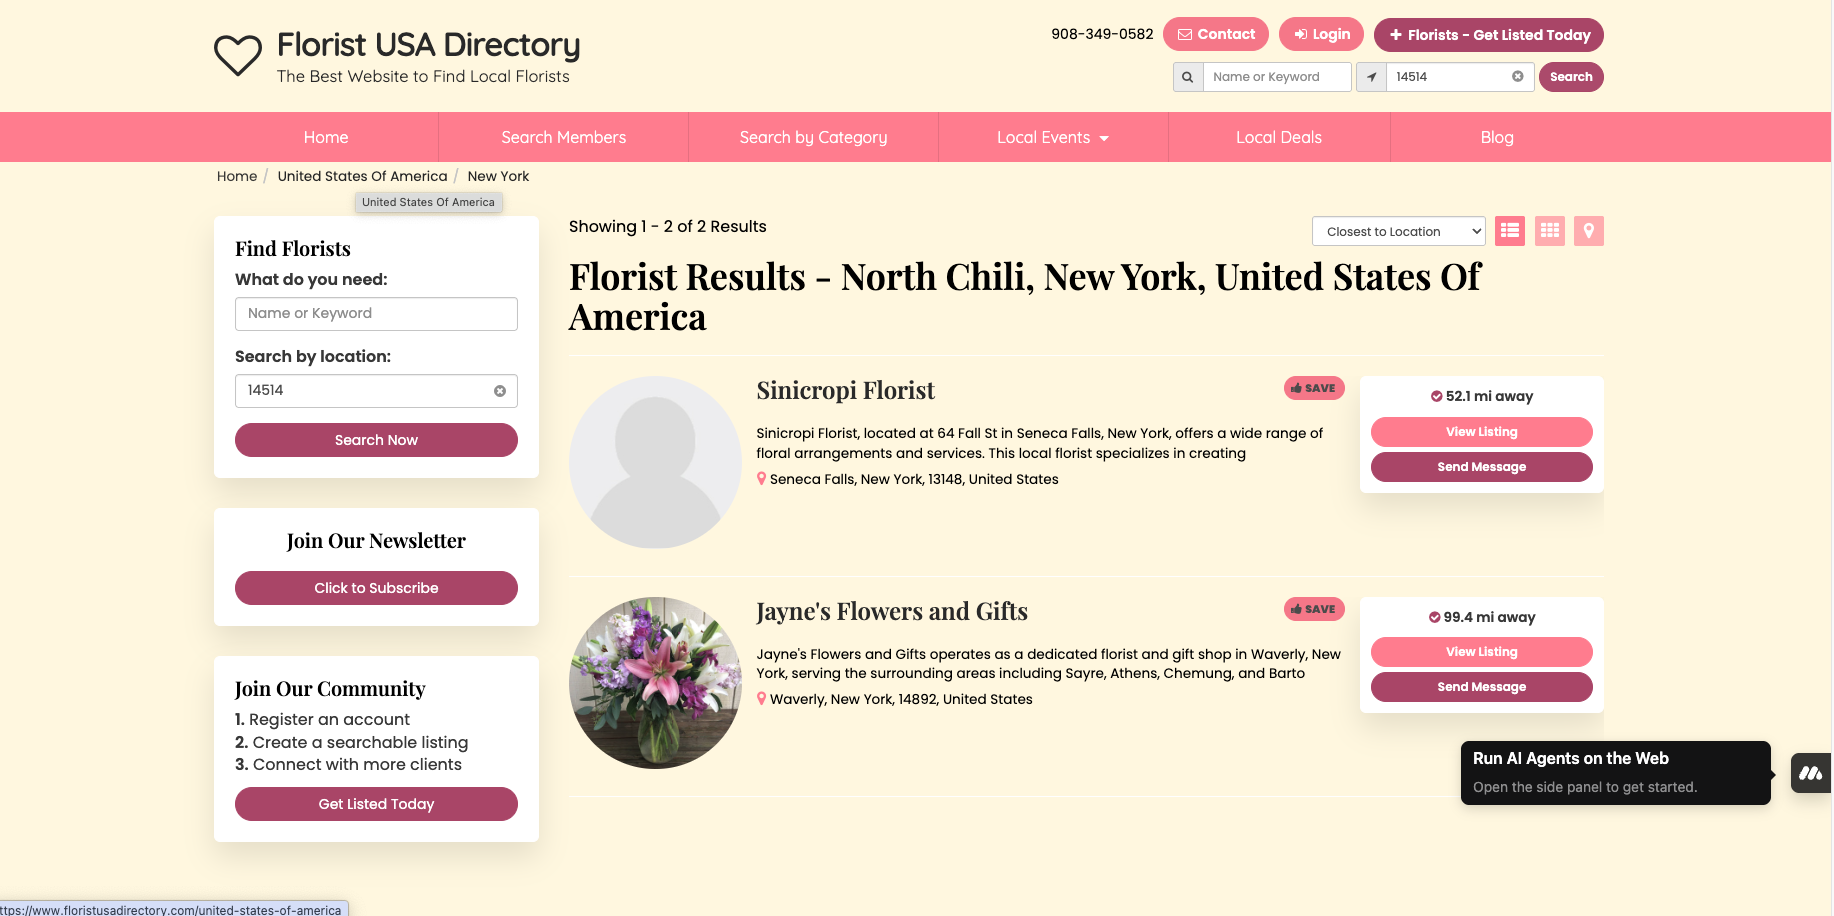 Florist USA Directory
The Best Website to Find Local Florists
908-349-0582
Contact
Login
Florists - Get Listed Today
Name or Keyword
14514
Search
Home
Search Members
Search by Category
Local Events
Local Deals
Blog
Home / United States Of America / New York
United States Of America
Find Florists
What do you need:
Name or Keyword
Search by location:
14514
Search Now
Join Our Newsletter
Click to Subscribe
Join Our Community
1. Register an account
2. Create a searchable listing
3. Connect with more clients
Get Listed Today
Showing 1 - 2 of 2 Results
Closest to Location
Florist Results - North Chili, New York, United States Of
America
Sinicropi Florist
SAVE
Sinicropi Florist, located at 64 Fall St in Seneca Falls, New York, offers a wide range of
floral arrangements and services. This local florist specializes in creating
Seneca Falls, New York, 13148, United States
52.1 mi away
View Listing
Send Message
Jayne's Flowers and Gifts
SAVE
Jayne's Flowers and Gifts operates as a dedicated florist and gift shop in Waverly, New
York, serving the surrounding areas including Sayre, Athens, Chemung, and Barto
Waverly, New York, 14892, United States
99.4 mi away
View Listing
Send Message
Run AI Agents on the Web
Open the side panel to get started.
ttps://www.floristusadirectory.com/united-states-of-america